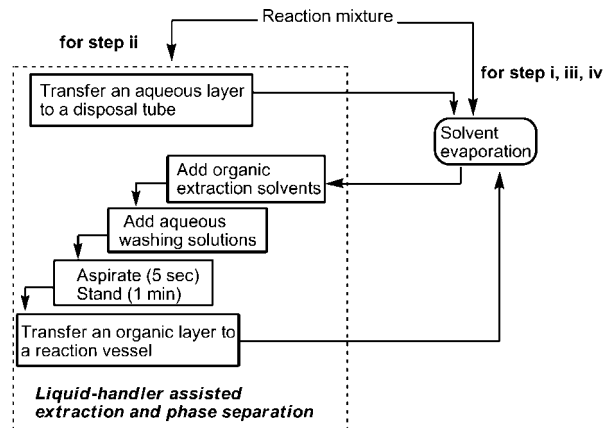 Reaction mixture
for step ii
for step i, iii, iv
Transfer an aqueous layer
to a disposal tube
Solvent
evaporation
Add organic
extraction solvents
Add aqueous
washing solutions
Aspirate (5 sec)
Stand (1 min)
Transfer an organic layer to
a reaction vessel
Liquid-handler assisted
extraction and phase separation